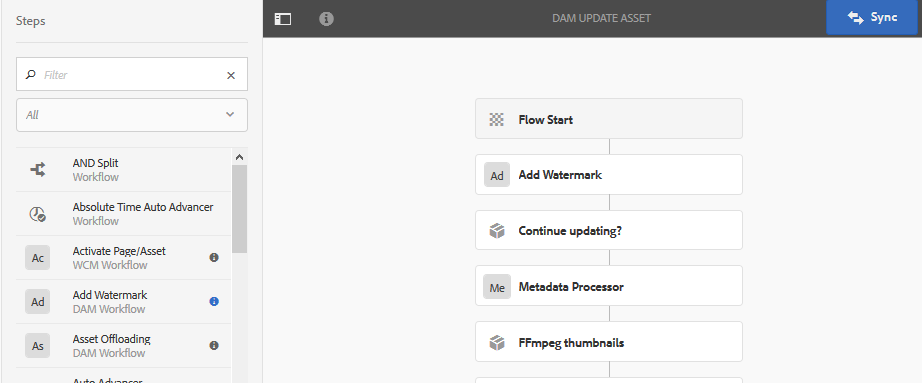 Steps
DAM UPDATE ASSET
Sync
Filter
All
AND Split
Workflow
Absolute Time Auto Advancer
Workflow
Ac
Activate Page/Asset
WCM Workflow
Ad
Add Watermark
DAM Workflow
As
Asset Offloading
DAM Workflow
Auto Advancer
Flow Start
Ad
Add Watermark
Continue updating?
Me
Metadata Processor
FFmpeg thumbnails